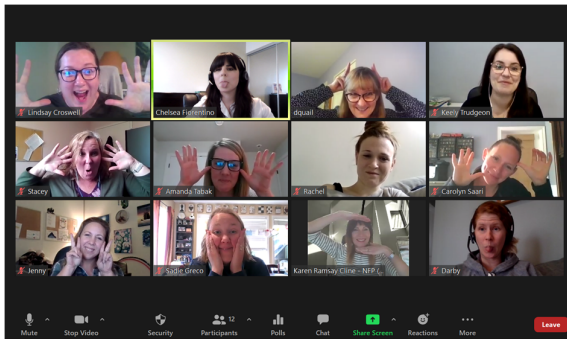 Lindsay Croswell
Chelsea Fiorentino
dquail
Keely Trudgeon
Stacey
Amanda Tabak
Rachel
Carolyn Saari
Jenny
Sadie Greco
Karen Ramsay Cline - NFP /...
Darby
12
Mute
Stop Video
Security
Participants
Polls
Chat
Share Screen
Reactions
More
Leave